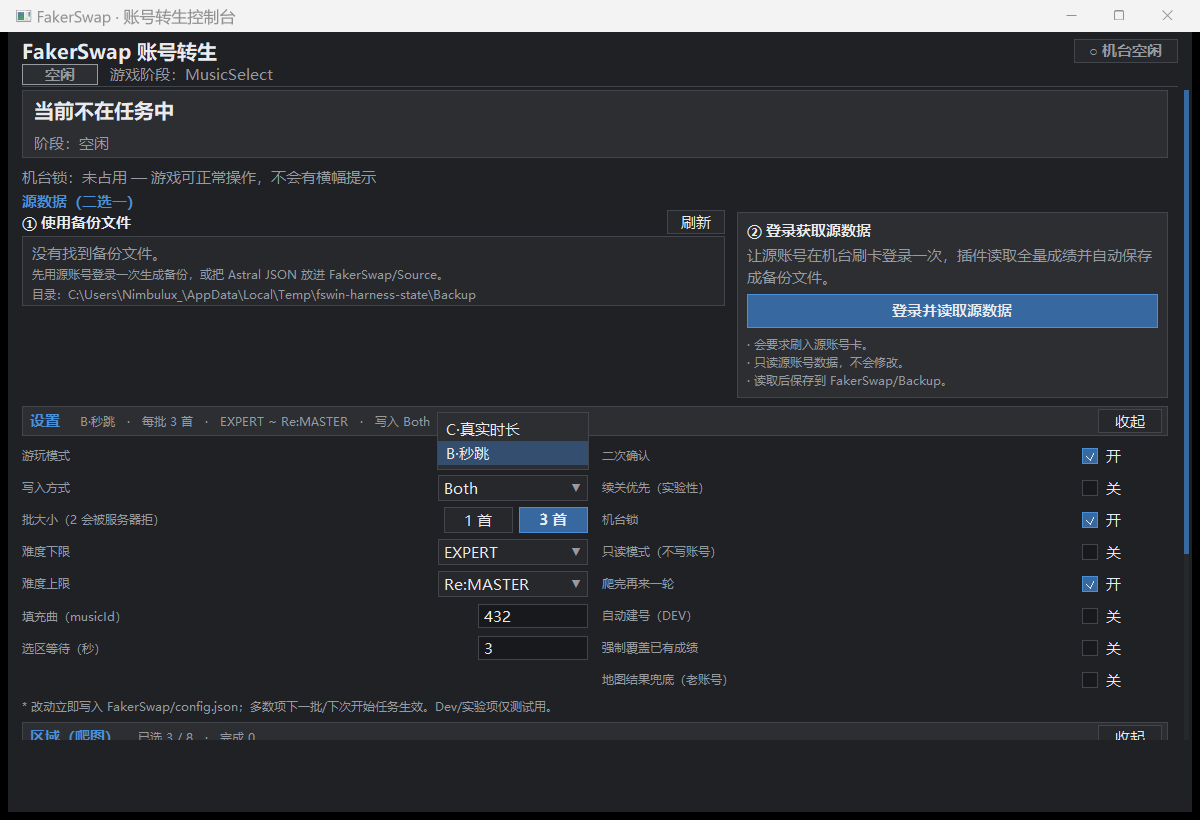 FakerSwap · 账号转生控制台
FakerSwap 账号转生
○ 机台空闲
空闲 游戏阶段：MusicSelect
当前不在任务中
阶段：空闲
机台锁：未占用 — 游戏可正常操作，不会有横幅提示
源数据（二选一）
① 使用备份文件
刷新
没有找到备份文件。
先用源账号登录一次生成备份，或把 Astral JSON 放进 FakerSwap/Source。
目录：C:\Users\Nimbulux_\AppData\Local\Temp\fswin-harness-state\Backup
② 登录获取源数据
让源账号在机台刷卡登录一次，插件读取全量成绩并自动保存
成备份文件。
登录并读取源数据
· 会要求刷入源账号卡。
· 只读源账号数据，不会修改。
· 读取后保存到 FakerSwap/Backup。
设置 B·秒跳 · 每批 3 首 · EXPERT ~ Re:MASTER · 写入 Both
收起
C·真实时长
B·秒跳
游玩模式
二次确认 开
写入方式 Both
续关优先（实验性） 关
批大小（2 会被服务器拒） 1 首 3 首
机台锁 开
难度下限 EXPERT
只读模式（不写账号） 关
难度上限 Re:MASTER
爬完再来一轮 开
填充曲（musicId） 432
自动建号（DEV） 关
选区等待（秒） 3
强制覆盖已有成绩 关
地图结果兜底（老账号） 关
* 改动立即写入 FakerSwap/config.json；多数项下一批/下次开始任务生效。Dev/实验项仅测试用。
区域（爬图） 已选 3 / 8 · 完成 0
收起